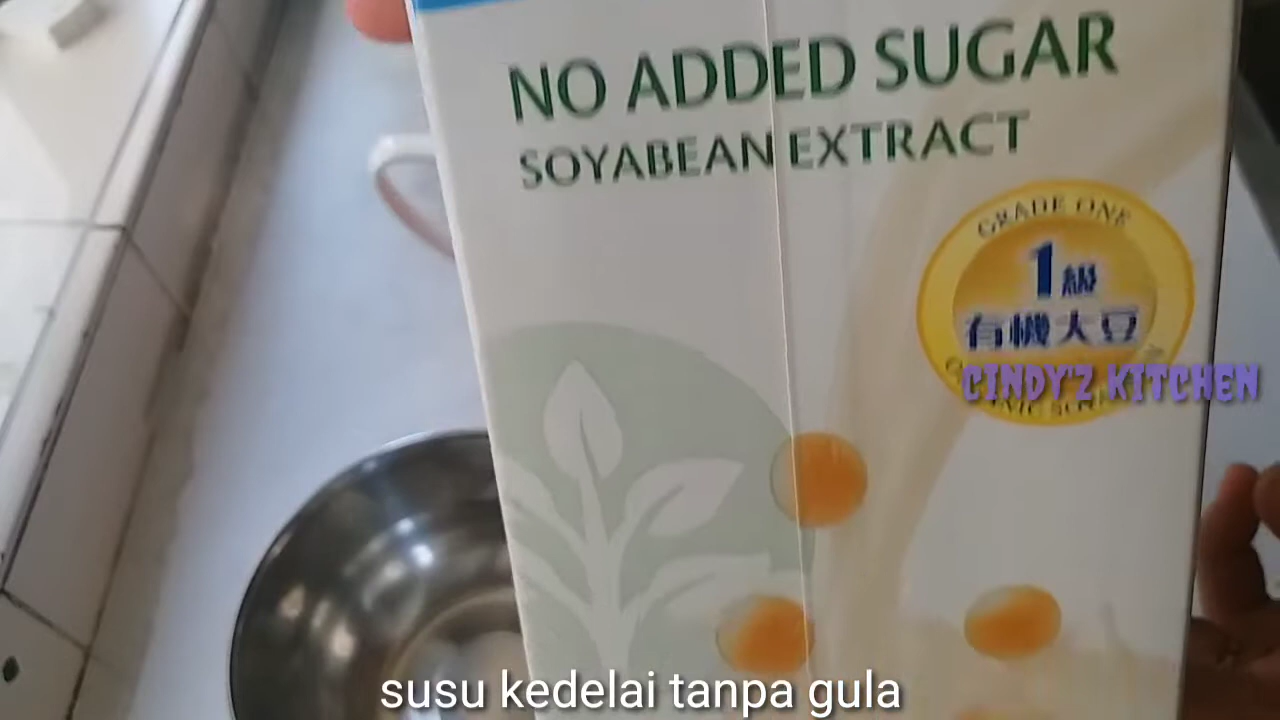 NO ADDED SUGAR
SOYABEAN EXTRACT
GRADE ONE
1級
有機大豆
CINDY'Z KITCHEN
susu kedelai tanpa gula